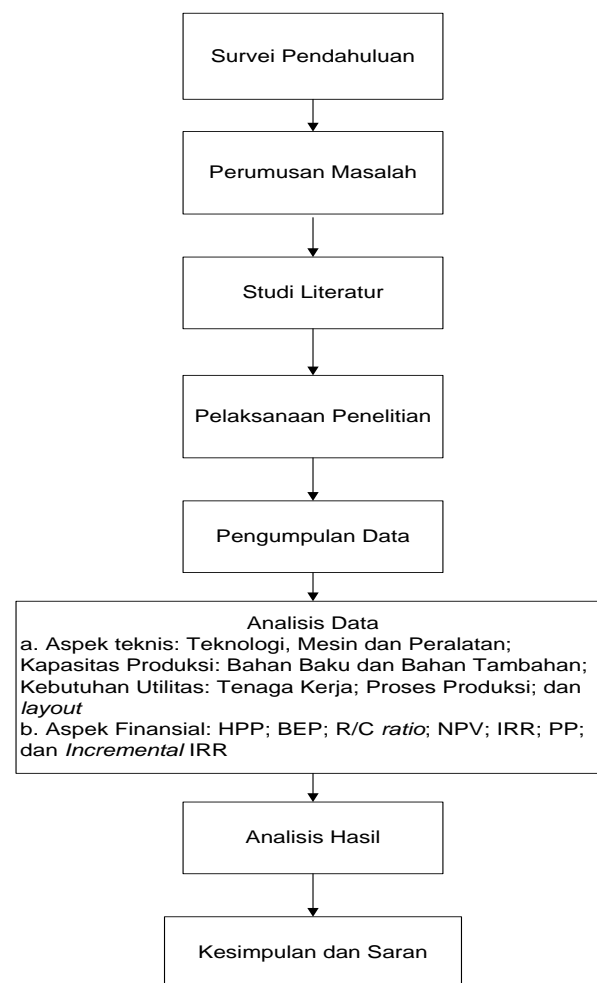 Survei Pendahuluan
Perumusan Masalah
Studi Literatur
Pelaksanaan Penelitian
Pengumpulan Data
Analisis Data
a. Aspek teknis: Teknologi, Mesin dan Peralatan;
Kapasitas Produksi: Bahan Baku dan Bahan Tambahan;
Kebutuhan Utilitas: Tenaga Kerja; Proses Produksi; dan
layout
b. Aspek Finansial: HPP; BEP; R/C ratio; NPV; IRR; PP;
dan Incremental IRR
Analisis Hasil
Kesimpulan dan Saran